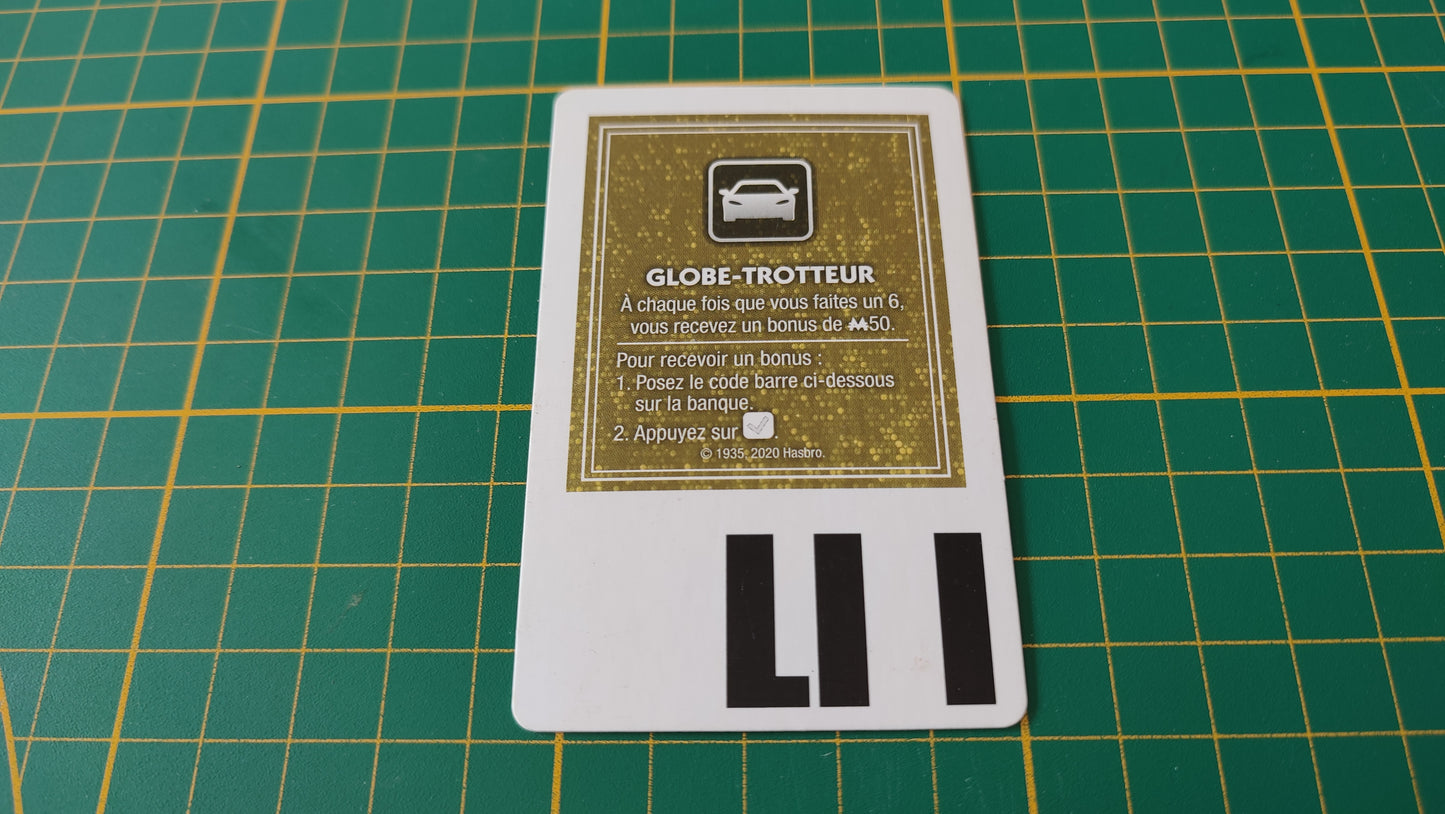 GLOBE-TROTTEUR
À chaque fois que vous faites un 6,
vous recevez un bonus de M50.
Pour recevoir un bonus :
1. Posez le code barre ci-dessous
sur la banque.
2. Appuyez sur ✓.
© 1935, 2020 Hasbro.